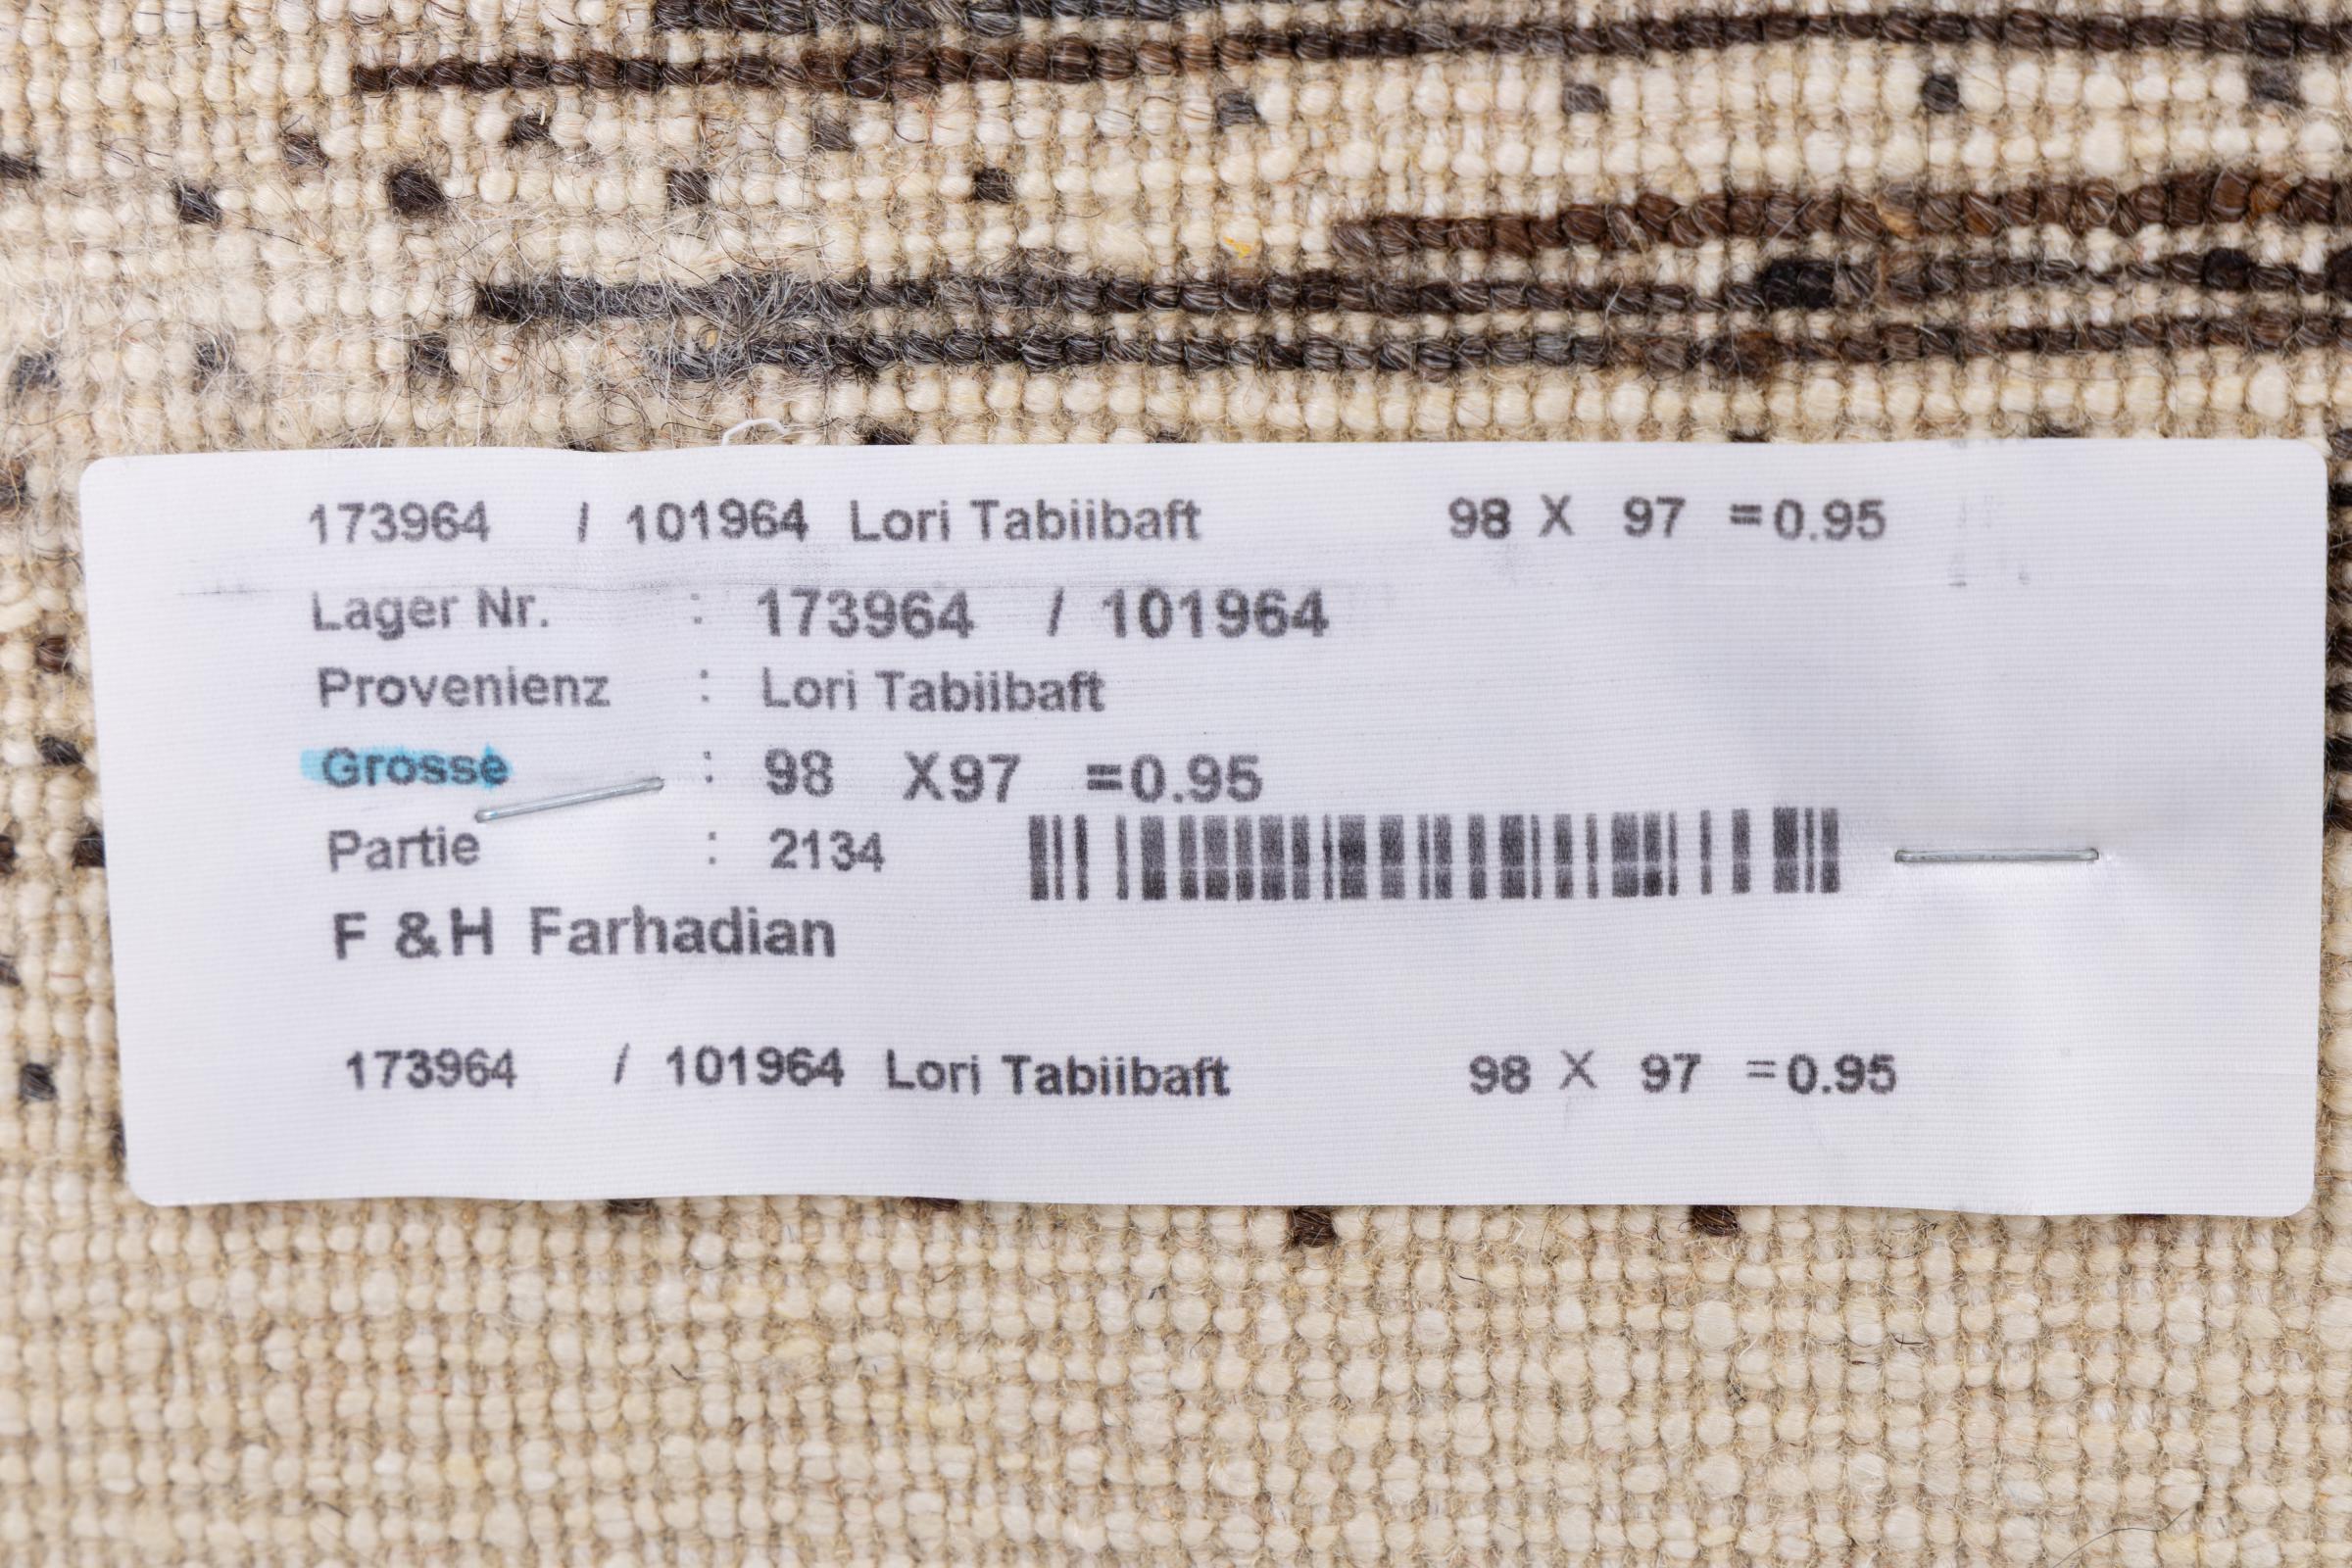 173964 / 101964 Lori Tabiibaft 98 X 97 =0.95
Lager Nr. : 173964 / 101964
Provenienz : Lori Tabiibaft
Grosse : 98 X97 =0.95
Partie : 2134
F &H Farhadian
173964 / 101964 Lori Tabiibaft 98 X 97 =0.95